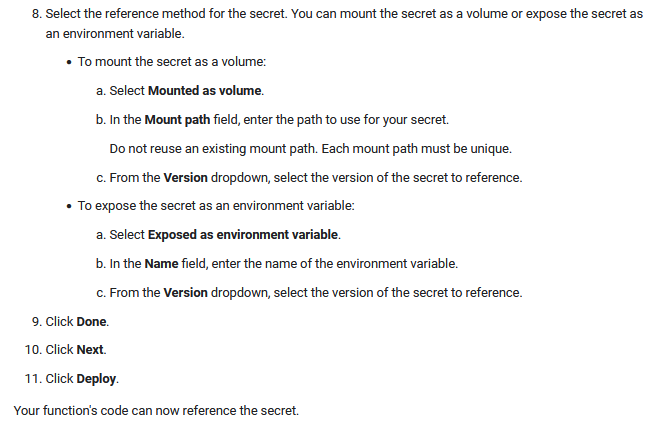 8. Select the reference method for the secret. You can mount the secret as a volume or expose the secret as
an environment variable.
• To mount the secret as a volume:
a. Select Mounted as volume.
b. In the Mount path field, enter the path to use for your secret.
Do not reuse an existing mount path. Each mount path must be unique.
c. From the Version dropdown, select the version of the secret to reference.
• To expose the secret as an environment variable:
a. Select Exposed as environment variable.
b. In the Name field, enter the name of the environment variable.
c. From the Version dropdown, select the version of the secret to reference.
9. Click Done.
10. Click Next.
11. Click Deploy.
Your function's code can now reference the secret.